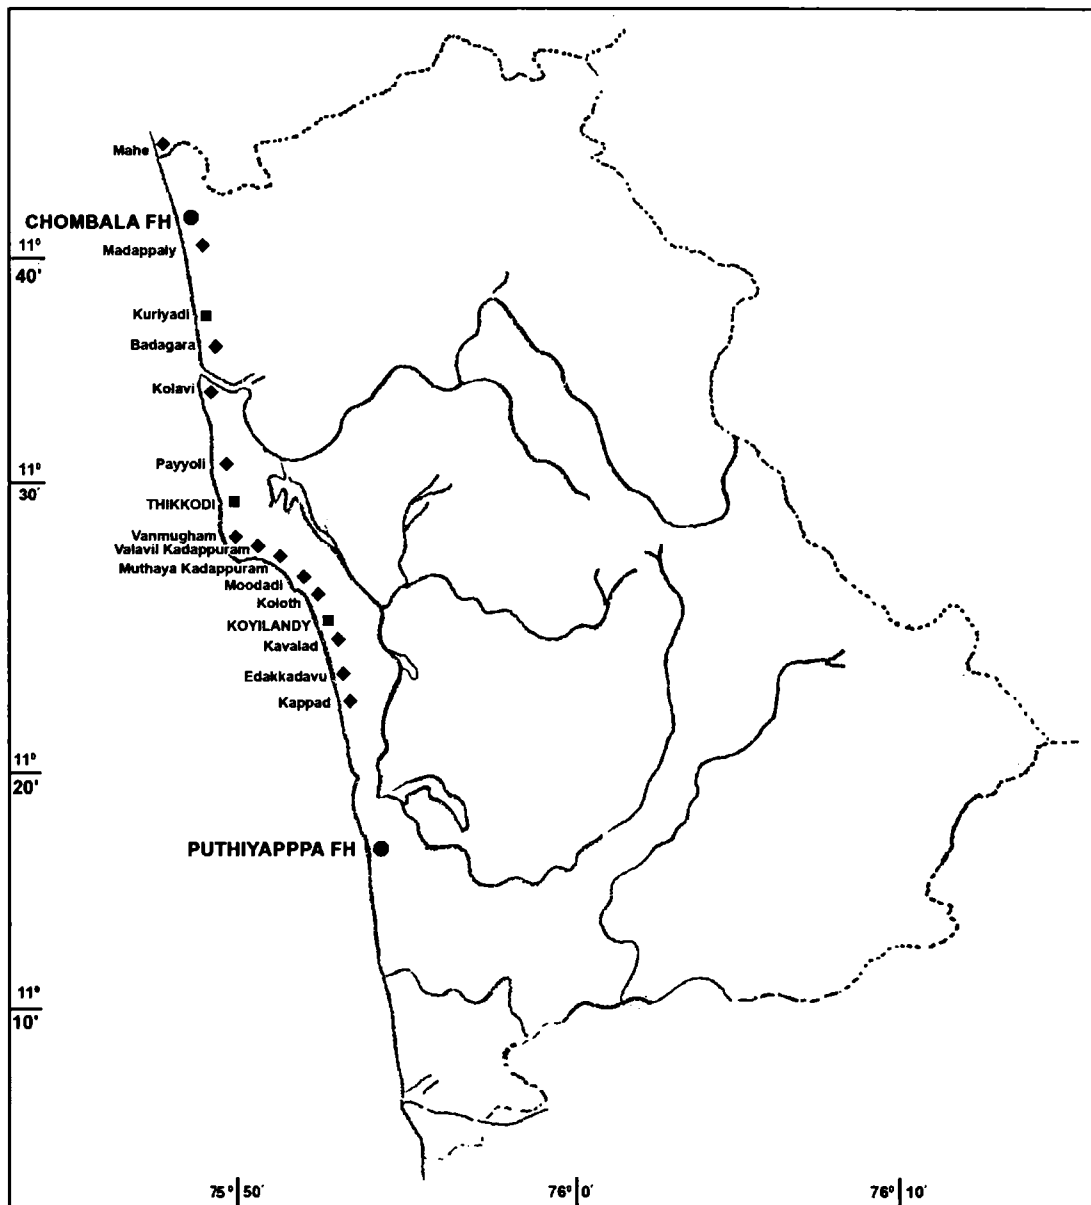 Mahe
CHOMBALA FH
Madappaly
11°
40'
Kuriyadi
Badagara
Kolavi
Payyoli
11°
30'
THIKKODI
Vanmugham
Valavil Kadappuram
Muthaya Kadappuram
Moodadi
Koloth
KOYILANDY
Kavalad
Edakkadavu
Kappad
11°
20'
PUTHIYAPPPA FH
11°
10'
75° 50'
76° 0'
76° 10'